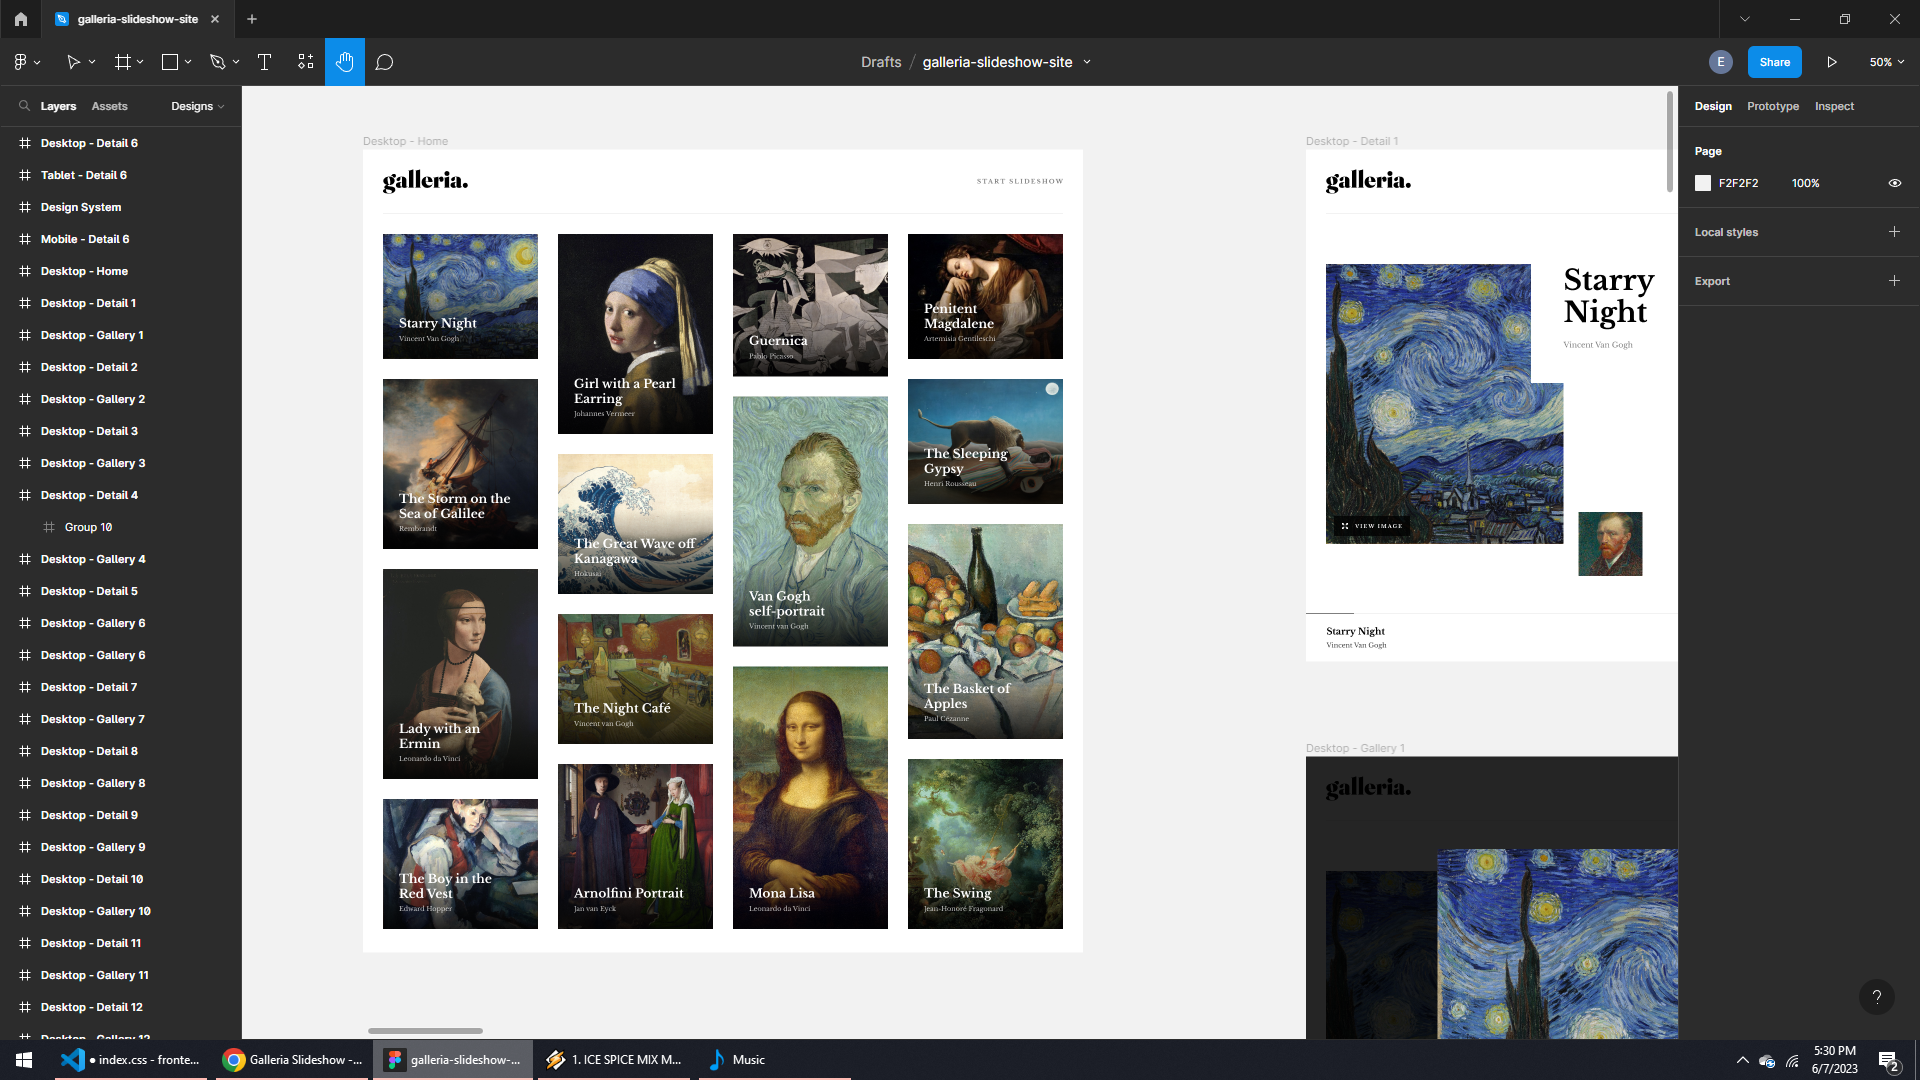 galleria-slideshow-site
Drafts / galleria-slideshow-site
E
Share
50%
Layers
Assets
Designs
Desktop - Detail 6
Tablet - Detail 6
Design System
Mobile - Detail 6
Desktop - Home
Desktop - Detail 1
Desktop - Gallery 1
Desktop - Detail 2
Desktop - Gallery 2
Desktop - Detail 3
Desktop - Gallery 3
Desktop - Detail 4
Group 10
Desktop - Gallery 4
Desktop - Detail 5
Desktop - Gallery 6
Desktop - Gallery 6
Desktop - Detail 7
Desktop - Gallery 7
Desktop - Detail 8
Desktop - Gallery 8
Desktop - Detail 9
Desktop - Gallery 9
Desktop - Detail 10
Desktop - Gallery 10
Desktop - Detail 11
Desktop - Gallery 11
Desktop - Detail 12
Desktop - Gallery 12
Desktop - Home
galleria.
START SLIDESHOW
Starry Night
Vincent Van Gogh
The Storm on the
Sea of Galilee
Rembrandt
Lady with an
Ermin
Leonardo da Vinci
The Boy in the
Red Vest
Edward Hopper
Girl with a Pearl
Earring
Johannes Vermeer
The Great Wave off
Kanagawa
Hokusai
The Night Café
Vincent van Gogh
Arnolfini Portrait
Jan van Eyck
Guernica
Pablo Picasso
Van Gogh
self-portrait
Vincent van Gogh
Mona Lisa
Leonardo da Vinci
Penitent
Magdalene
Artemisia Gentileschi
The Sleeping
Gypsy
Henri Rousseau
The Basket of
Apples
Paul Cézanne
The Swing
Jean-Honoré Fragonard
Desktop - Detail 1
galleria.
Starry
Night
Vincent Van Gogh
VIEW IMAGE
Starry Night
Vincent Van Gogh
Desktop - Gallery 1
galleria.
Design
Prototype
Inspect
Page
F2F2F2
100%
Local styles
Export
?
● index.css - fronte...
Galleria Slideshow -...
galleria-slideshow-...
1. ICE SPICE MIX M...
Music
5:30 PM
6/7/2023
2